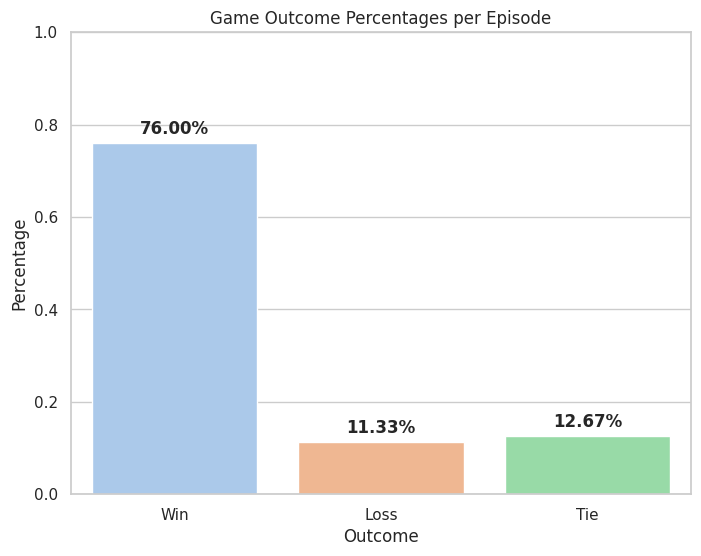 Game Outcome Percentages per Episode
1.0
0.8
0.6
0.4
0.2
0.0
Percentage
76.00%
11.33%
12.67%
Win Loss Tie
Outcome